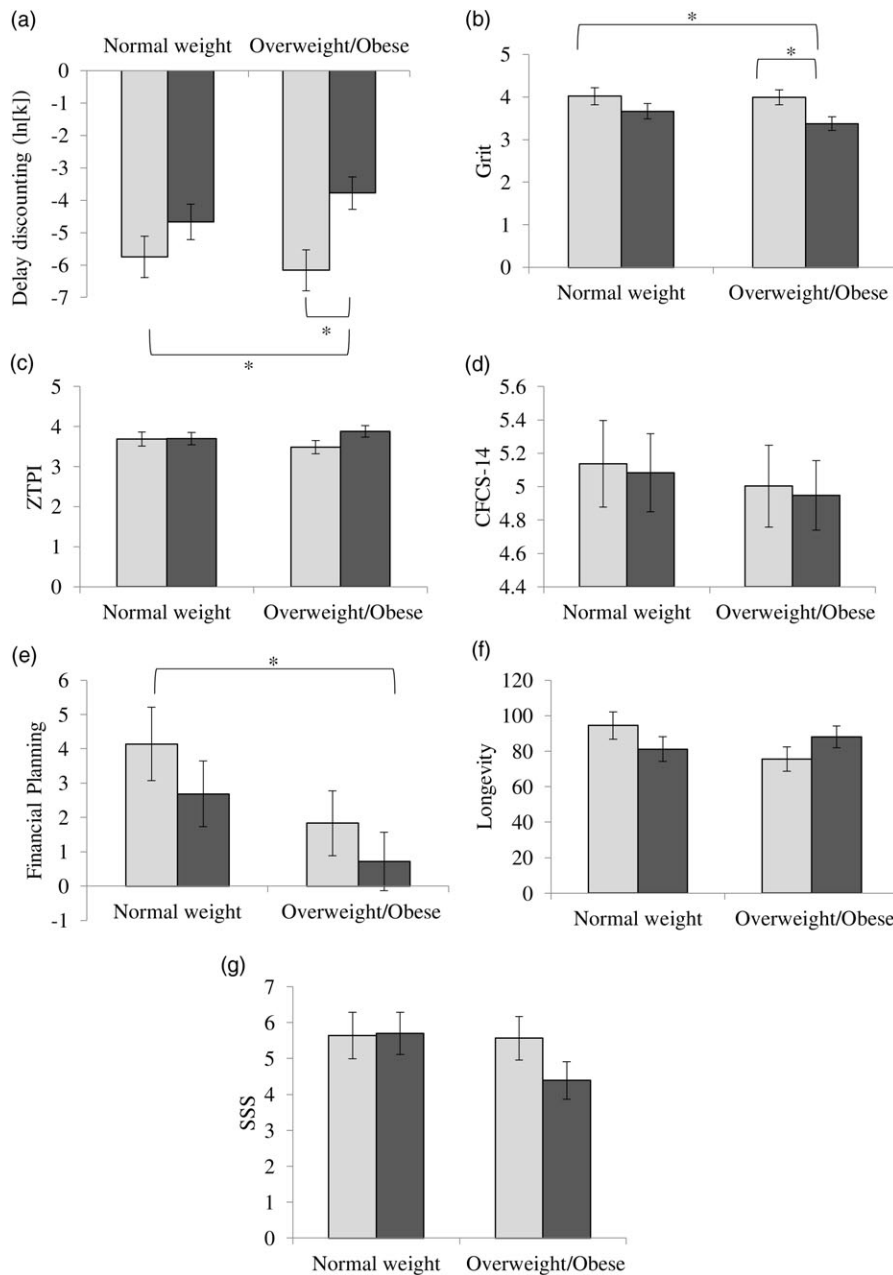 (a)
Normal weight Overweight/Obese
0
-1
-2
-3
-4
-5
-6
-7
Delay discounting (ln[k])
*
*
(b)
*
*
5
4
3
2
1
0
Grit
Normal weight Overweight/Obese
(c)
5
4
3
2
1
0
ZTPI
Normal weight Overweight/Obese
(d)
5.6
5.4
5.2
5
4.8
4.6
4.4
CFCS-14
Normal weight Overweight/Obese
(e)
*
6
5
4
3
2
1
0
-1
Financial Planning
Normal weight Overweight/Obese
(f)
120
100
80
60
40
20
0
Longevity
Normal weight Overweight/Obese
(g)
7
6
5
4
3
2
1
0
SSS
Normal weight Overweight/Obese